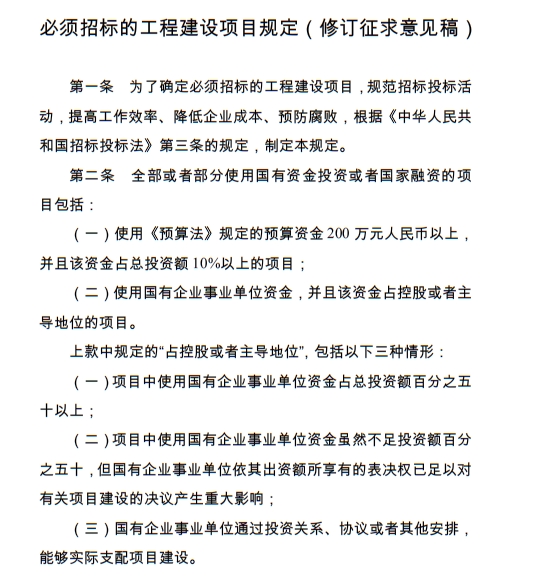 必须招标的工程建设项目规定（修订征求意见稿）
第一条　为了确定必须招标的工程建设项目，规范招标投标活
动，提高工作效率、降低企业成本、预防腐败，根据《中华人民共
和国招标投标法》第三条的规定，制定本规定。
第二条　全部或者部分使用国有资金投资或者国家融资的项
目包括：
（一）使用《预算法》规定的预算资金 200 万元人民币以上，
并且该资金占总投资额 10%以上的项目；
（二）使用国有企业事业单位资金，并且该资金占控股或者主
导地位的项目。
上款中规定的“占控股或者主导地位”，包括以下三种情形：
（一）项目中使用国有企业事业单位资金占总投资额百分之五
十以上；
（二）项目中使用国有企业事业单位资金虽然不足投资额百分
之五十，但国有企业事业单位依其出资额所享有的表决权已足以对
有关项目建设的决议产生重大影响；
（三）国有企业事业单位通过投资关系、协议或者其他安排，
能够实际支配项目建设。